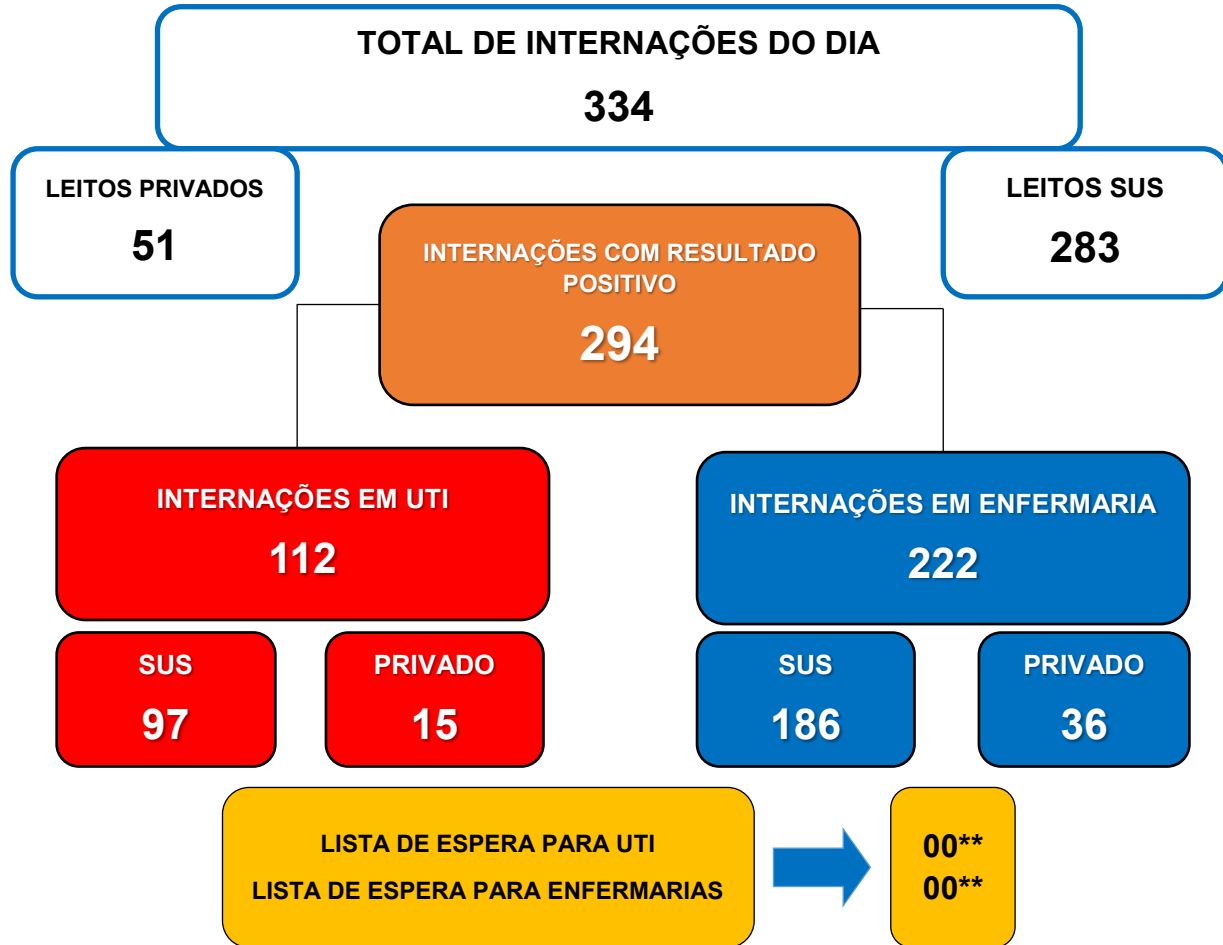 TOTAL DE INTERNAÇÕES DO DIA
334
LEITOS PRIVADOS
51
LEITOS SUS
283
INTERNAÇÕES COM RESULTADO
POSITIVO
294
INTERNAÇÕES EM UTI
112
INTERNAÇÕES EM ENFERMARIA
222
SUS
97
PRIVADO
15
SUS
186
PRIVADO
36
LISTA DE ESPERA PARA UTI
LISTA DE ESPERA PARA ENFERMARIAS
00**
00**